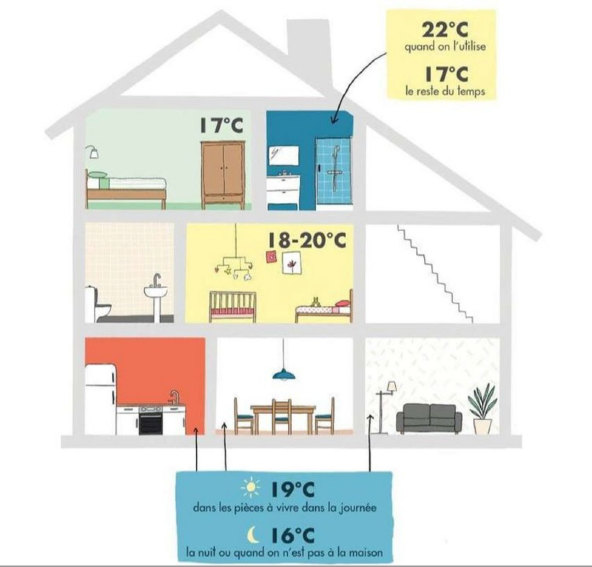 22°C
quand on l'utilise
17°C
le reste du temps
17°C
18-20°C
19°C
dans les pièces à vivre dans la journée
16°C
la nuit ou quand on n'est pas à la maison